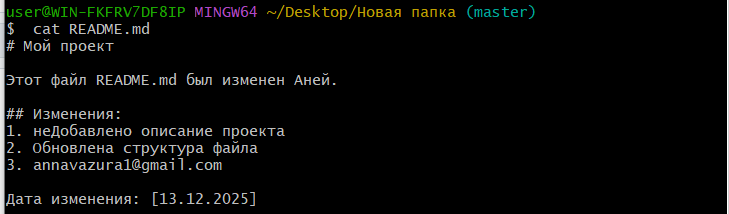 user@WIN-FKFRV7DF8IP MINGW64 ~/Desktop/Новая папка (master)
$  cat README.md
# Мой проект
Этот файл README.md был изменен Аней.
## Изменения:
1. неДобавлено описание проекта
2. Обновлена структура файла
3. annavazura1@gmail.com
Дата изменения: [13.12.2025]